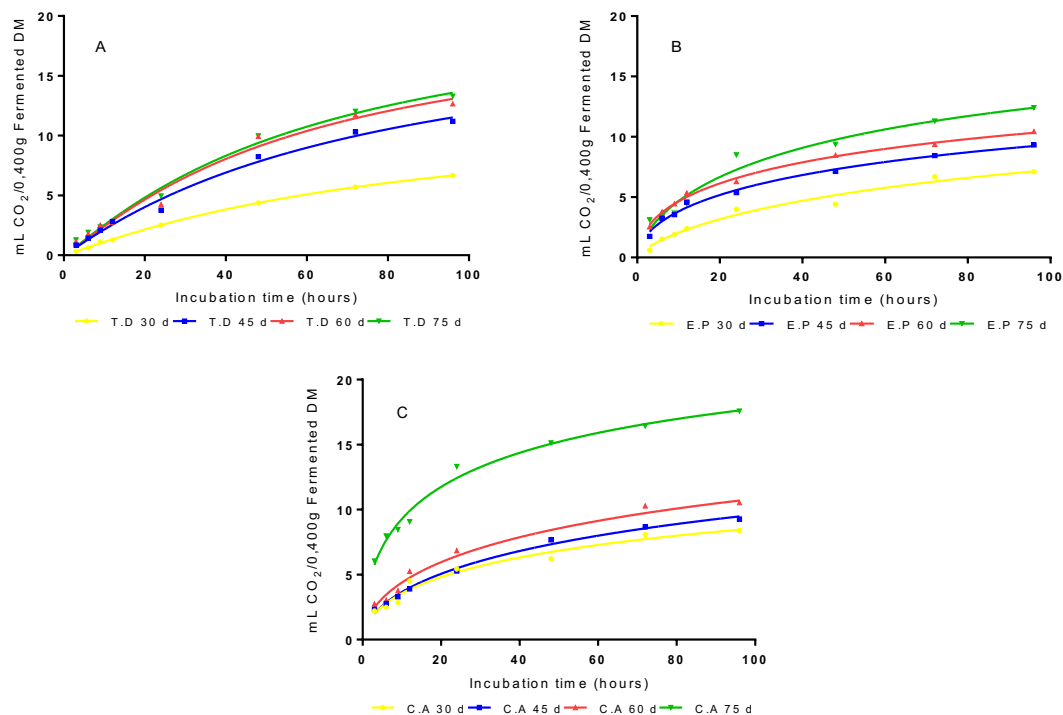 A
mL CO2/0,400g Fermented DM
20
15
10
5
0
0 20 40 60 80 100
Incubation time (hours)
T.D 30 d T.D 45 d T.D 60 d T.D 75 d
B
mL CO2/0,400g Fermented DM
20
15
10
5
0
0 20 40 60 80 100
Incubation time (hours)
E.P 30 d E.P 45 d E.P 60 d E.P 75 d
C
mL CO2/0,400g Fermented DM
20
15
10
5
0
0 20 40 60 80 100
Incubation time (hours)
C.A 30 d C.A 45 d C.A 60 d C.A 75 d